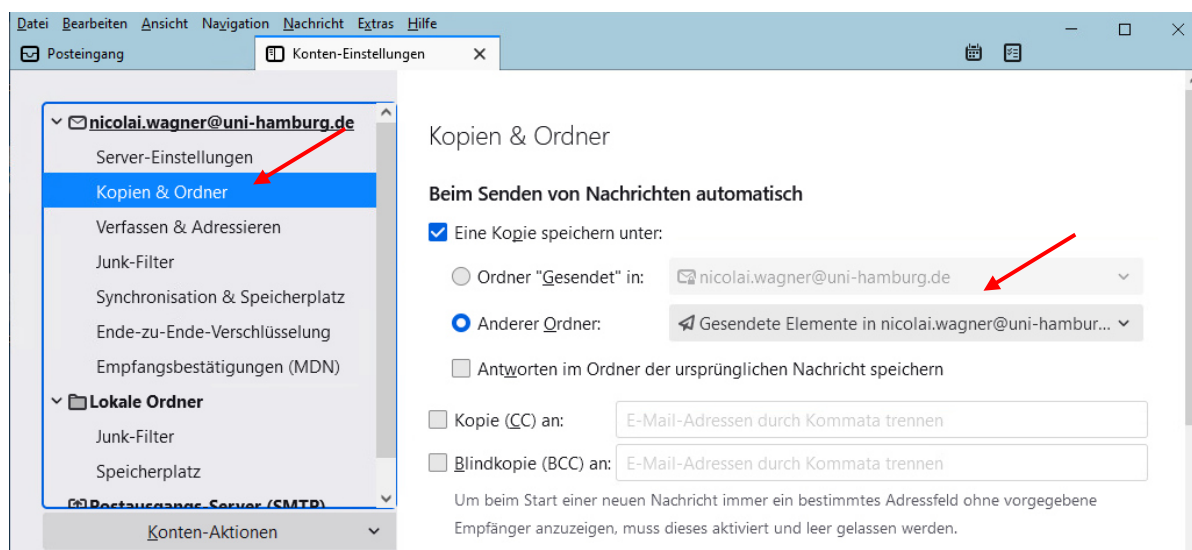 Datei Bearbeiten Ansicht Navigation Nachricht Extras Hilfe
Posteingang
Konten-Einstellungen
nicolai.wagner@uni-hamburg.de
Server-Einstellungen
Kopien & Ordner
Verfassen & Adressieren
Junk-Filter
Synchronisation & Speicherplatz
Ende-zu-Ende-Verschlüsselung
Empfangsbestätigungen (MDN)
Lokale Ordner
Junk-Filter
Speicherplatz
Postausgangs-Server (SMTP)
Konten-Aktionen
Kopien & Ordner
Beim Senden von Nachrichten automatisch
Eine Kopie speichern unter:
Ordner "Gesendet" in: nicolai.wagner@uni-hamburg.de
Anderer Ordner: Gesendete Elemente in nicolai.wagner@uni-hambur...
Antworten im Ordner der ursprünglichen Nachricht speichern
Kopie (CC) an: E-Mail-Adressen durch Kommata trennen
Blindkopie (BCC) an: E-Mail-Adressen durch Kommata trennen
Um beim Start einer neuen Nachricht immer ein bestimmtes Adressfeld ohne vorgegebene
Empfänger anzuzeigen, muss dieses aktiviert und leer gelassen werden.